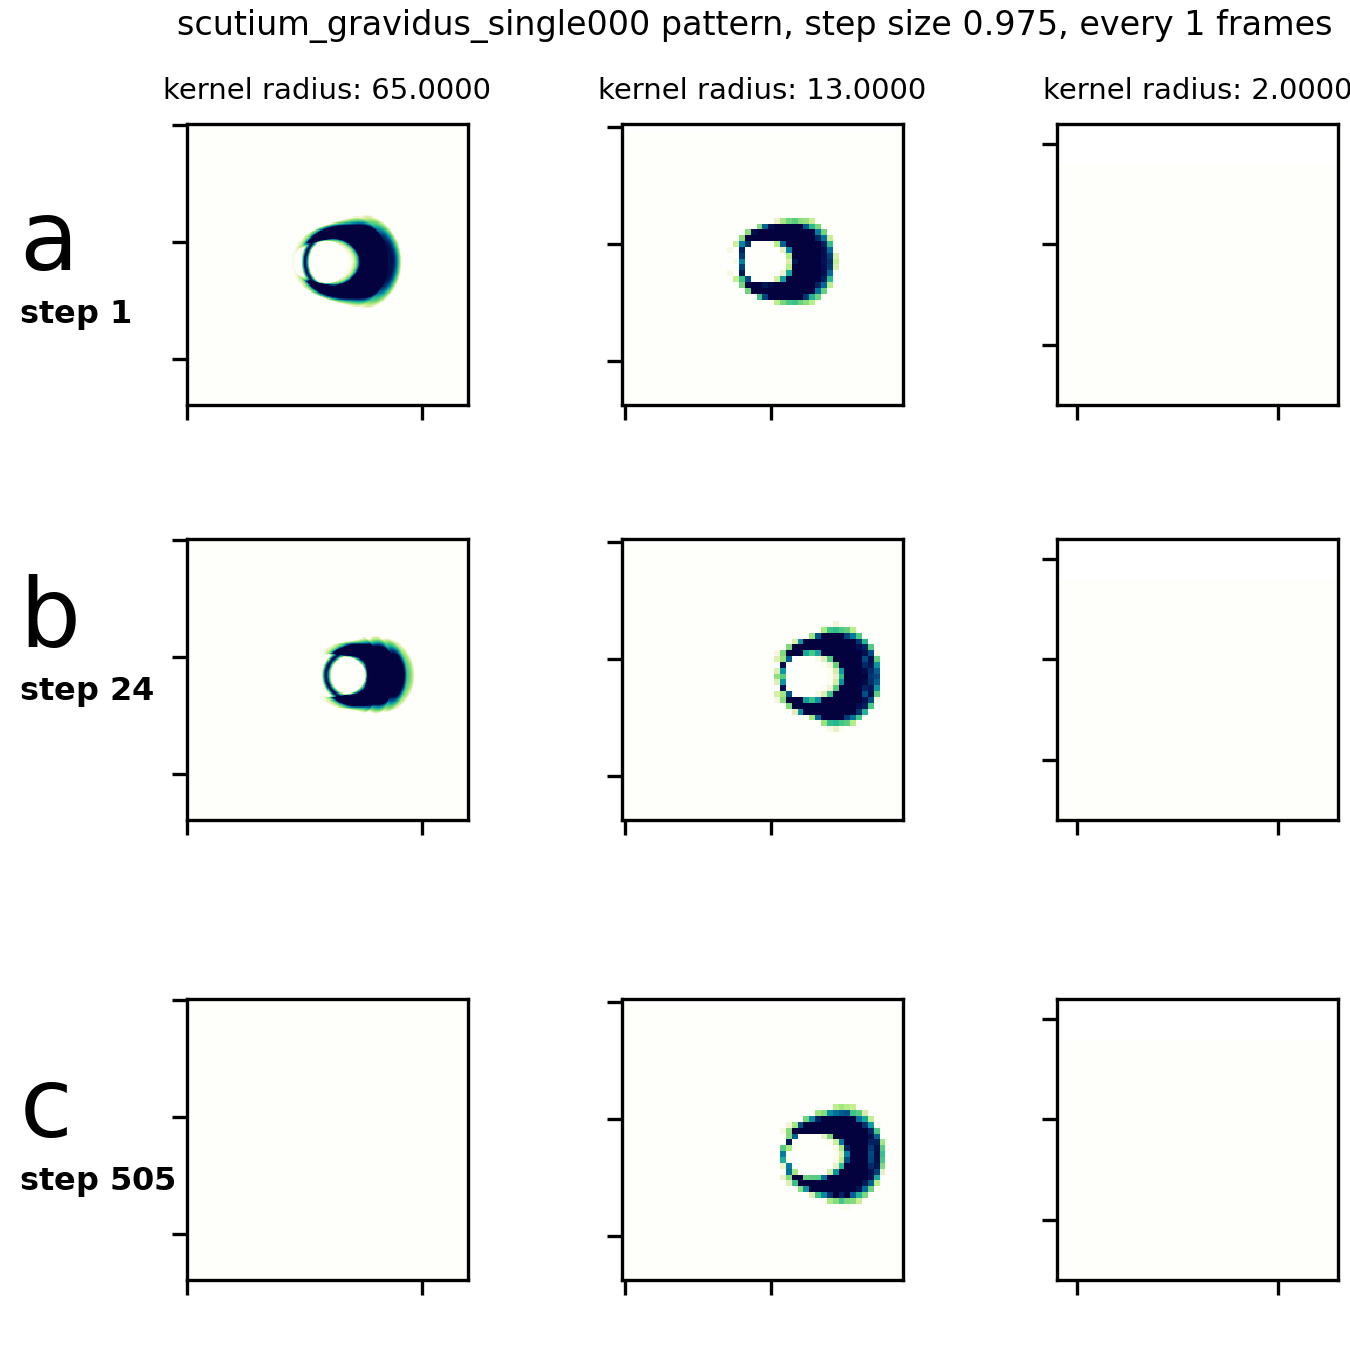 scutium_gravidus_single000 pattern, step size 0.975, every 1 frames
kernel radius: 65.0000
kernel radius: 13.0000
kernel radius: 2.0000
a
step 1
b
step 24
c
step 505